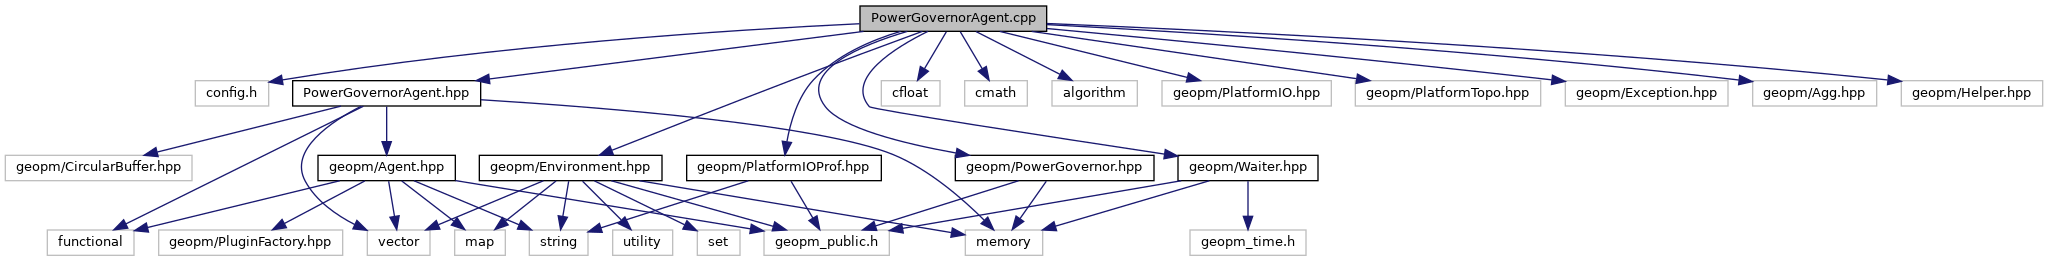 PowerGovernorAgent.cpp
config.h
PowerGovernorAgent.hpp
cfloat
cmath
algorithm
geopm/PlatformIO.hpp
geopm/PlatformTopo.hpp
geopm/Exception.hpp
geopm/Agg.hpp
geopm/Helper.hpp
geopm/CircularBuffer.hpp
geopm/Agent.hpp
geopm/Environment.hpp
geopm/PlatformIOProf.hpp
geopm/PowerGovernor.hpp
geopm/Waiter.hpp
functional
geopm/PluginFactory.hpp
vector
map
string
utility
set
geopm_public.h
memory
geopm_time.h